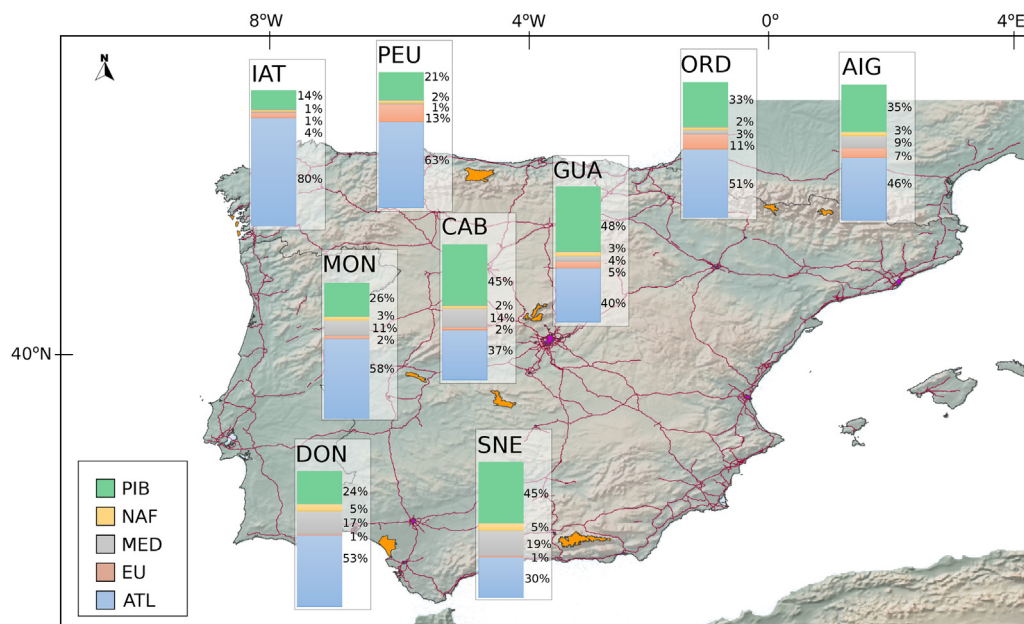 8°W
4°W
0°
4°E
N
40°N
IAT
14%
1%
1%
4%
80%
PEU
21%
2%
1%
13%
63%
ORD
33%
2%
3%
11%
51%
AIG
35%
3%
9%
7%
46%
GUA
48%
3%
4%
5%
40%
CAB
45%
2%
14%
2%
37%
MON
26%
3%
11%
2%
58%
DON
24%
5%
17%
1%
53%
SNE
45%
5%
19%
1%
30%
PIB
NAF
MED
EU
ATL